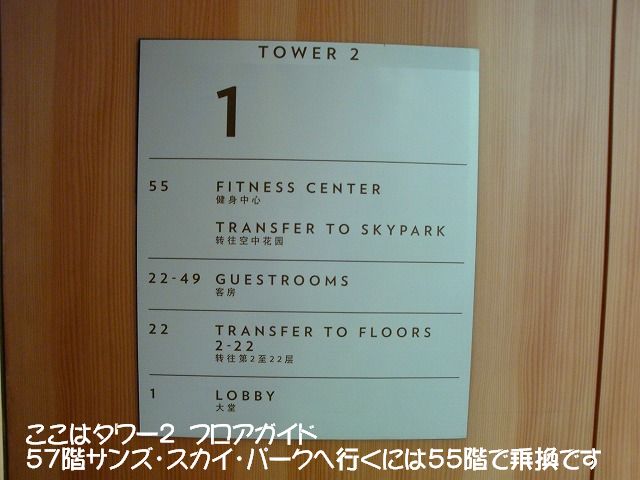 TOWER 2
1
55 FITNESS CENTER
健身中心
TRANSFER TO SKYPARK
转往空中花园
22-49 GUESTROOMS
客房
22 TRANSFER TO FLOORS
2-22
转往第2至22层
1 LOBBY
大堂
ここはタワー2 フロアガイド
57階サンズ・スカイ・パークへ行くには55階で乗換です